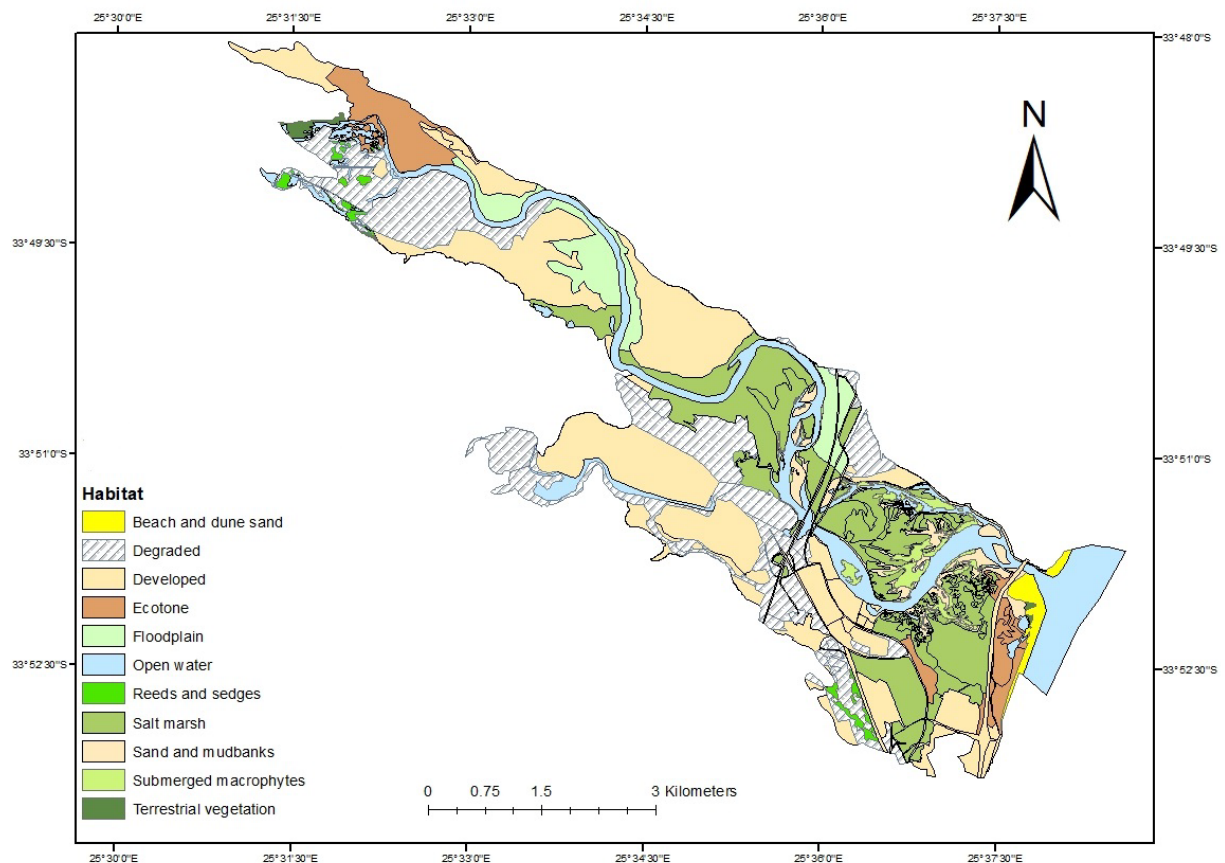 25°30'0"E 25°31'30"E 25°33'0"E 25°34'30"E 25°36'0"E 25°37'30"E
33°48'0"S
N
33°49'30"S 33°49'30"S
33°51'0"S 33°51'0"S
Habitat
Beach and dune sand
Degraded
Developed
Ecotone
Floodplain
Open water
33°52'30"S 33°52'30"S
Reeds and sedges
Salt marsh
Sand and mudbanks
Submerged macrophytes
Terrestrial vegetation
0 0.75 1.5 3 Kilometers
25°30'0"E 25°31'30"E 25°33'0"E 25°34'30"E 25°36'0"E 25°37'30"E